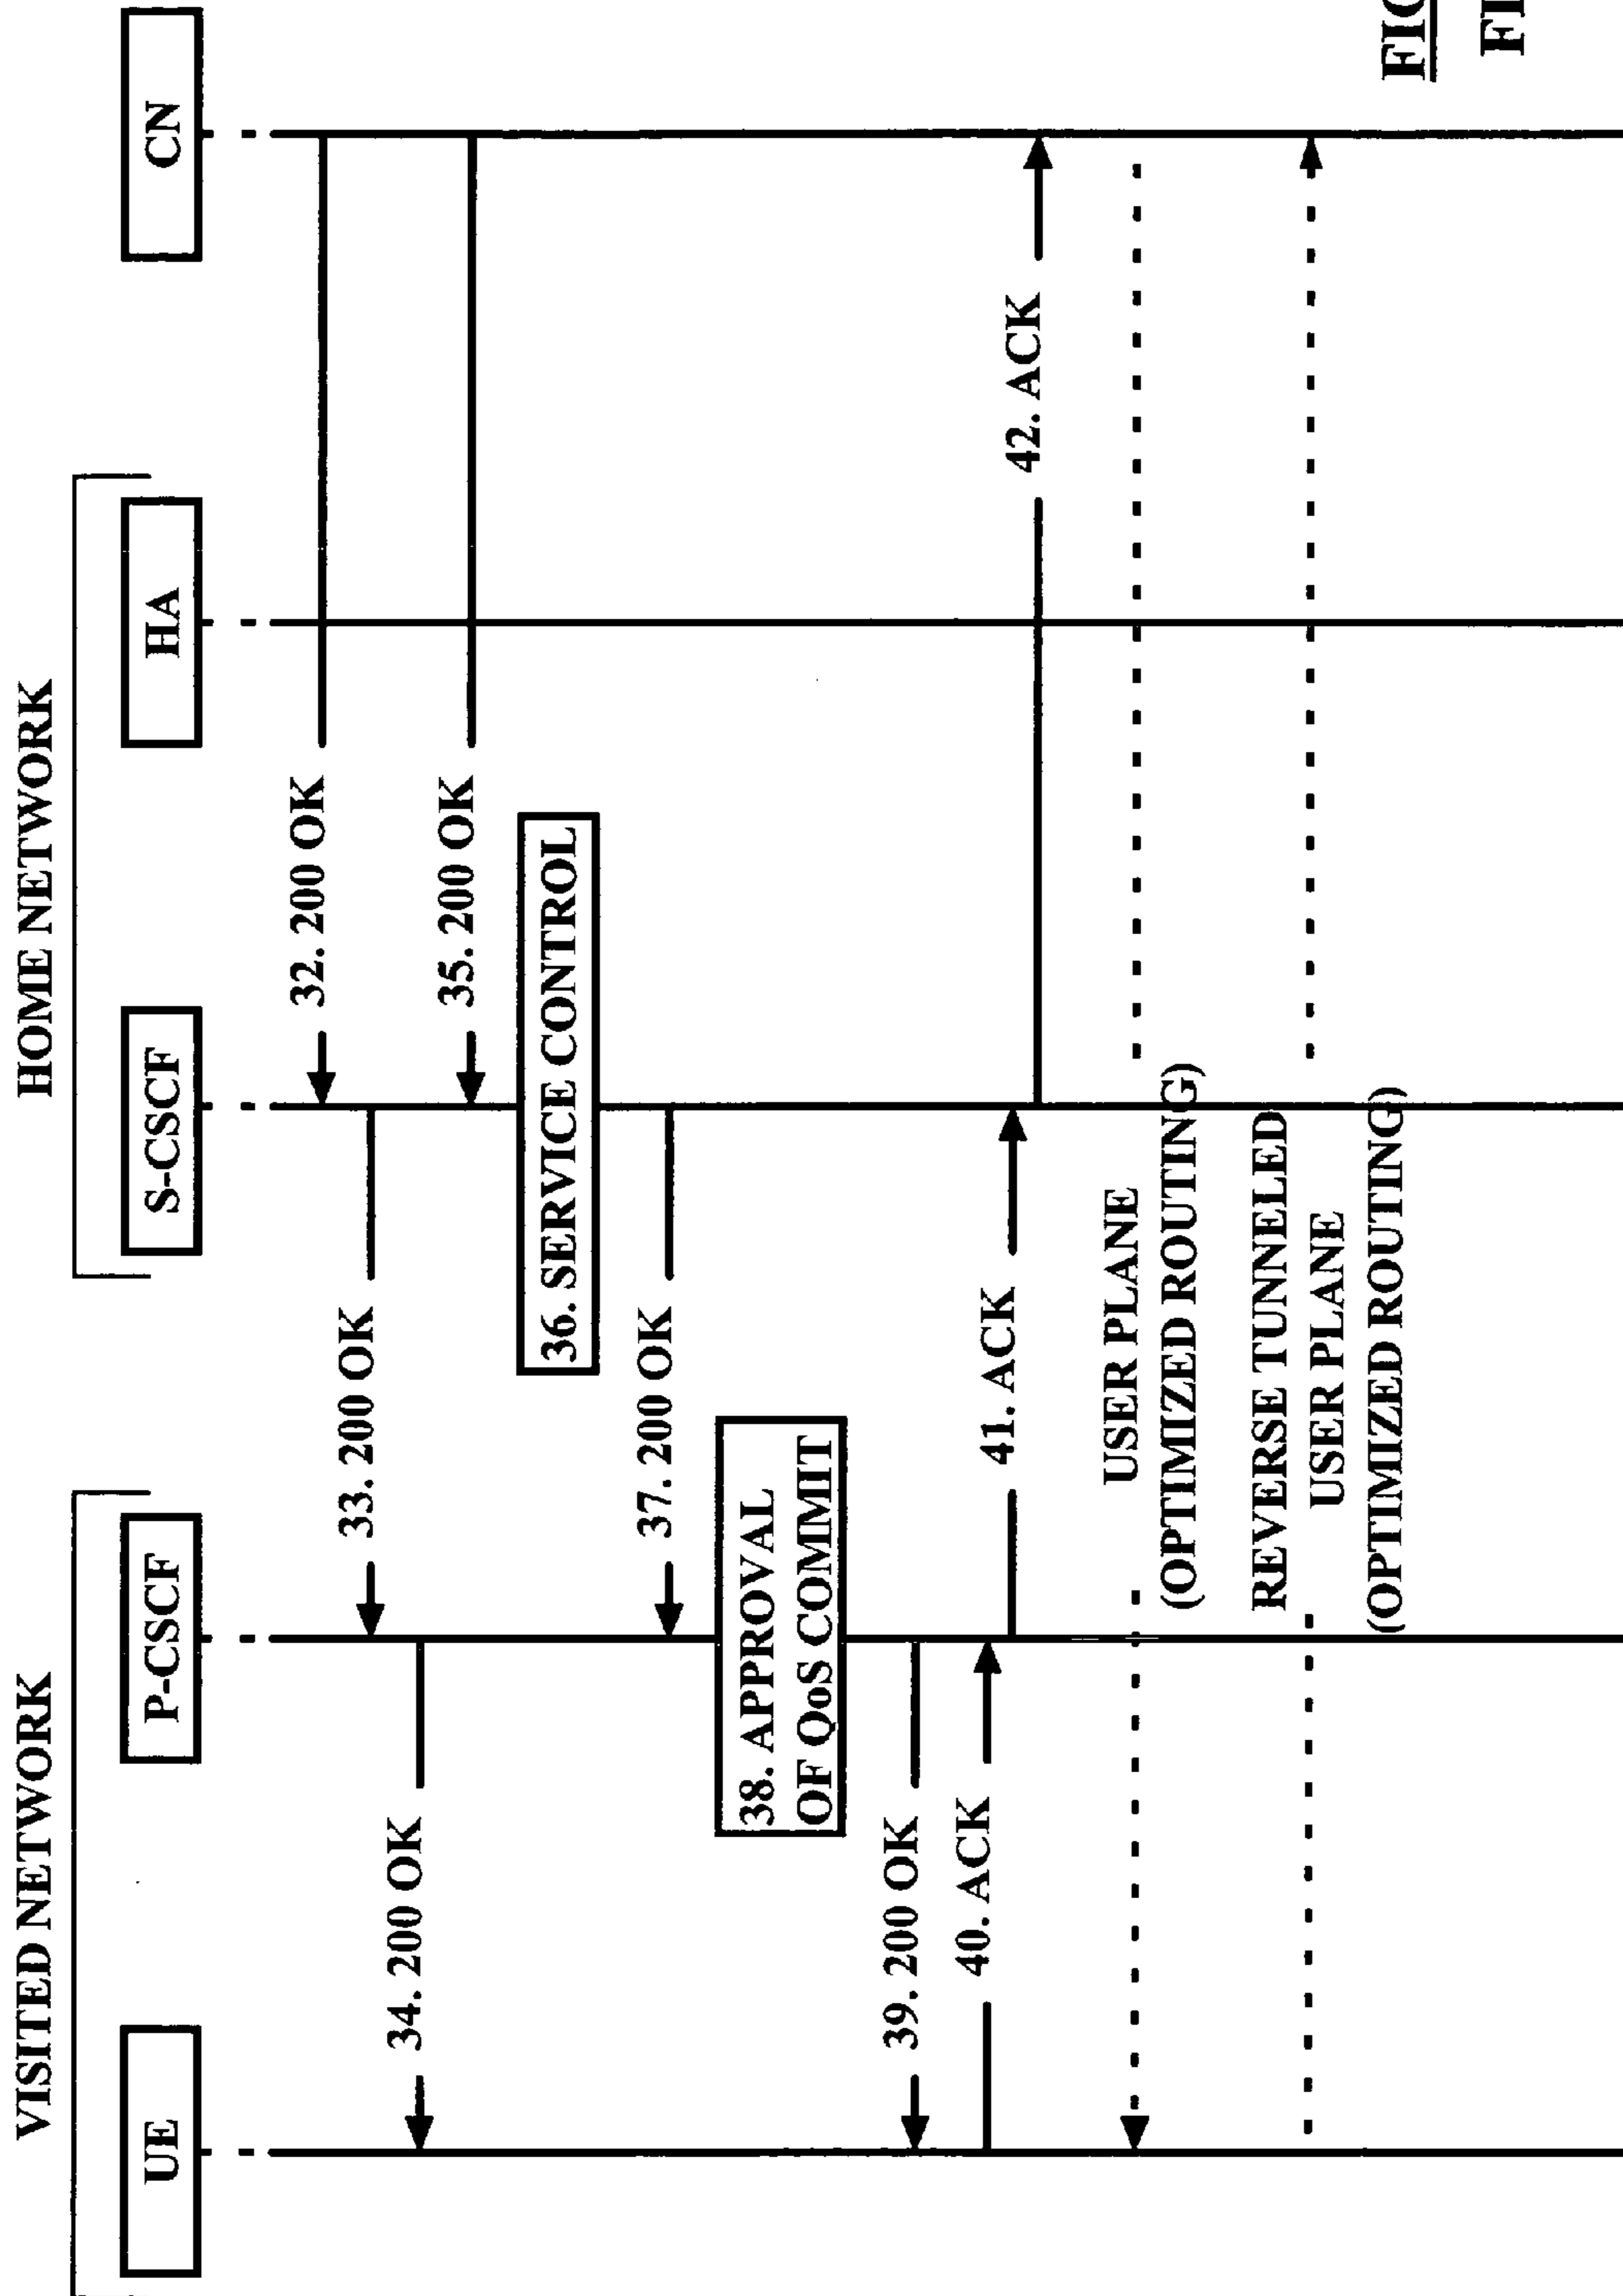 VISITED NETWORK
HOME NETWORK
UE
P-CSCF
S-CSCF
HA
CN
32. 200 OK
33. 200 OK
34. 200 OK
35. 200 OK
36. SERVICE CONTROL
37. 200 OK
38. APPROVAL
OF QoS COMMIT
39. 200 OK
40. ACK
41. ACK
42. ACK
USER PLANE
(OPTIMIZED ROUTING)
REVERSE TUNNELED
USER PLANE
(OPTIMIZED ROUTING)